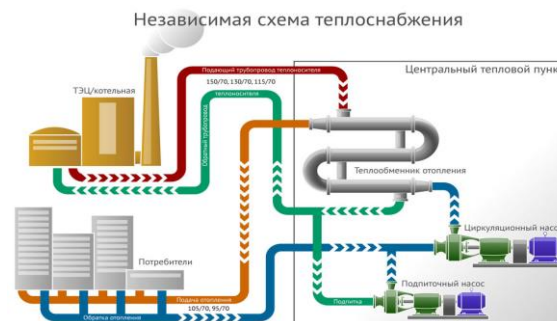 Независимая схема теплоснабжения
Подающий трубопровод теплоносителя
150/70, 130/70, 115/70
Центральный тепловой пунк
ТЭЦ/котельная
теплоносителя
Обратный трубопровод
Теплообменник отопления
Циркуляционный насос
Потребители
Подпиточный насос
Подача отопления
105/70, 95/70
Обратка отопления
Подпитка